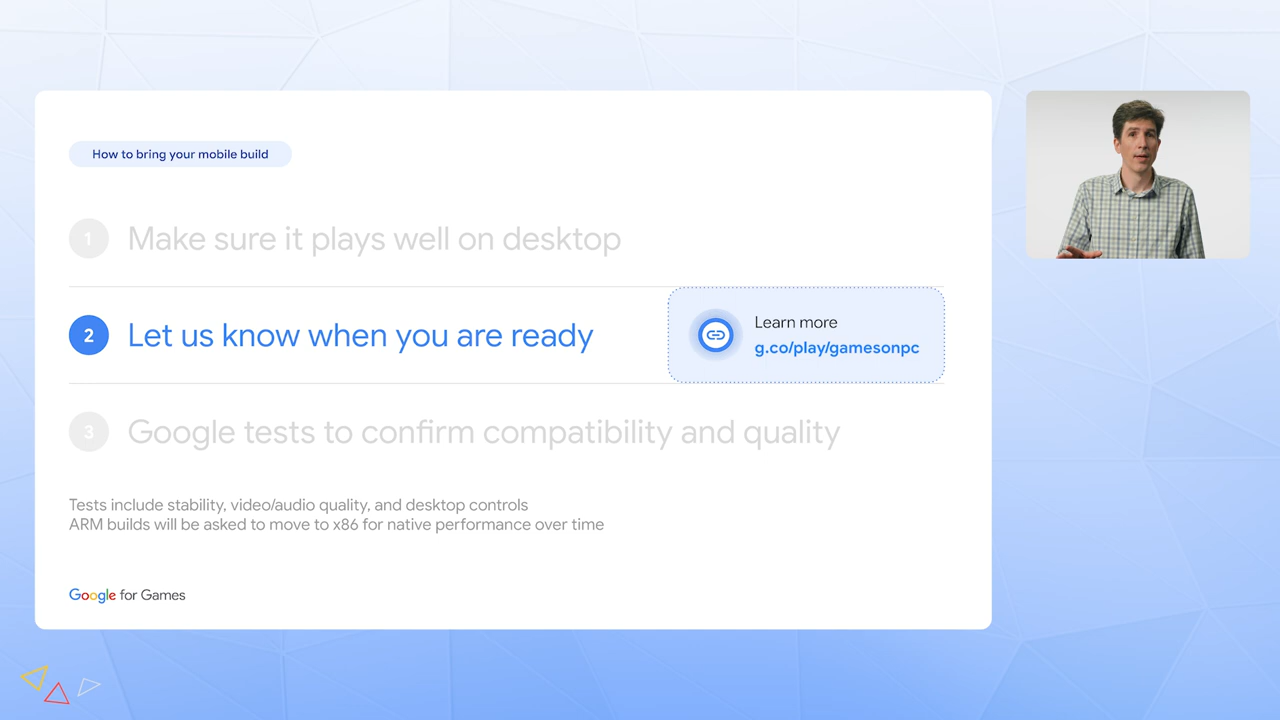 How to bring your mobile build
1 Make sure it plays well on desktop
2 Let us know when you are ready
Learn more
g.co/play/gamesonpc
3 Google tests to confirm compatibility and quality
Tests include stability, video/audio quality, and desktop controls
ARM builds will be asked to move to x86 for native performance over time
Google for Games